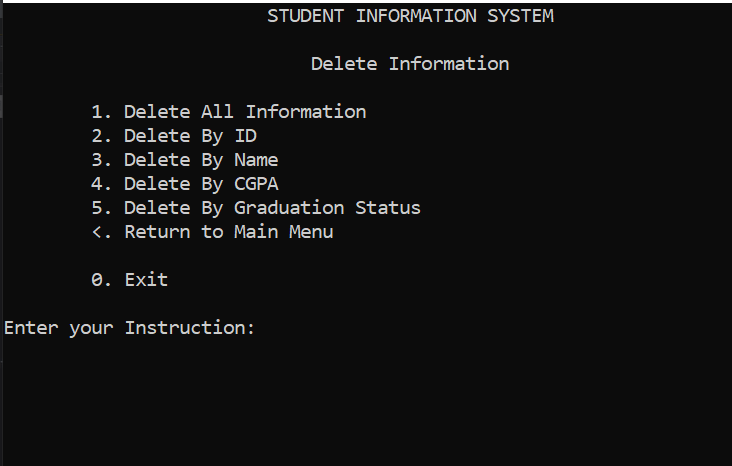 STUDENT INFORMATION SYSTEM
Delete Information
1. Delete All Information
2. Delete By ID
3. Delete By Name
4. Delete By CGPA
5. Delete By Graduation Status
<. Return to Main Menu
0. Exit
Enter your Instruction: